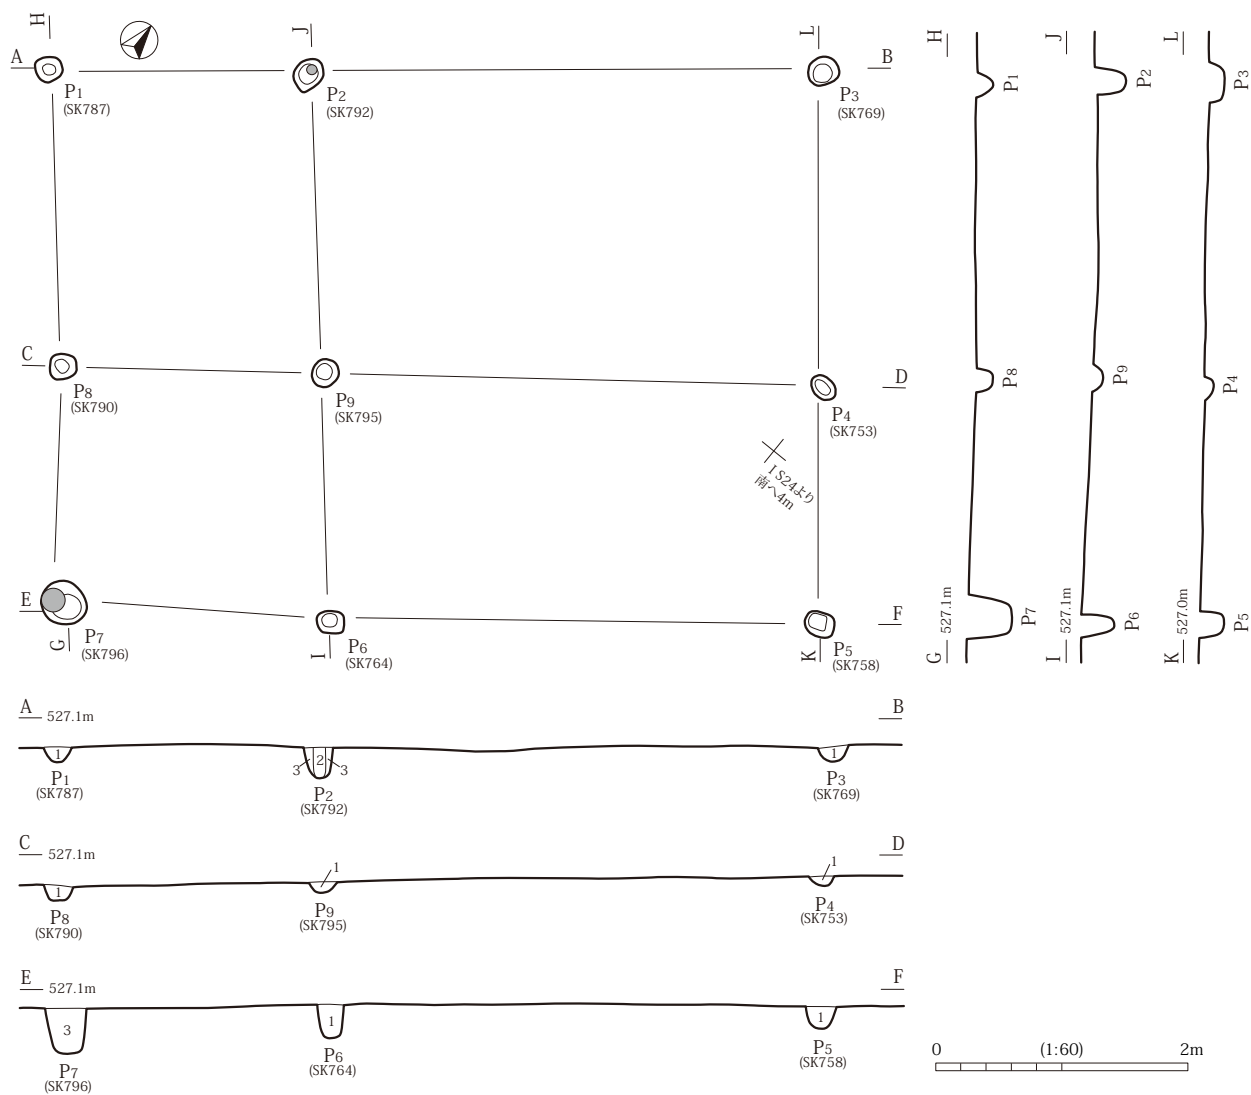 H
J
L
A
B
P1
(SK787)
P2
(SK792)
P3
(SK769)
C
D
P8
(SK790)
P9
(SK795)
P4
(SK753)
I S24より
南へ4m
E
F
G
P7
(SK796)
I
P6
(SK764)
K
P5
(SK758)
H
P1
P8
P7
G
527.1m
J
P2
P9
P6
I
527.1m
L
P3
P4
P5
K
527.0m
A
527.1m
B
1
3
2
3
1
P1
(SK787)
P2
(SK792)
P3
(SK769)
C
527.1m
D
1
1
1
P8
(SK790)
P9
(SK795)
P4
(SK753)
E
527.1m
F
3
1
1
P7
(SK796)
P6
(SK764)
P5
(SK758)
0 (1:60) 2m